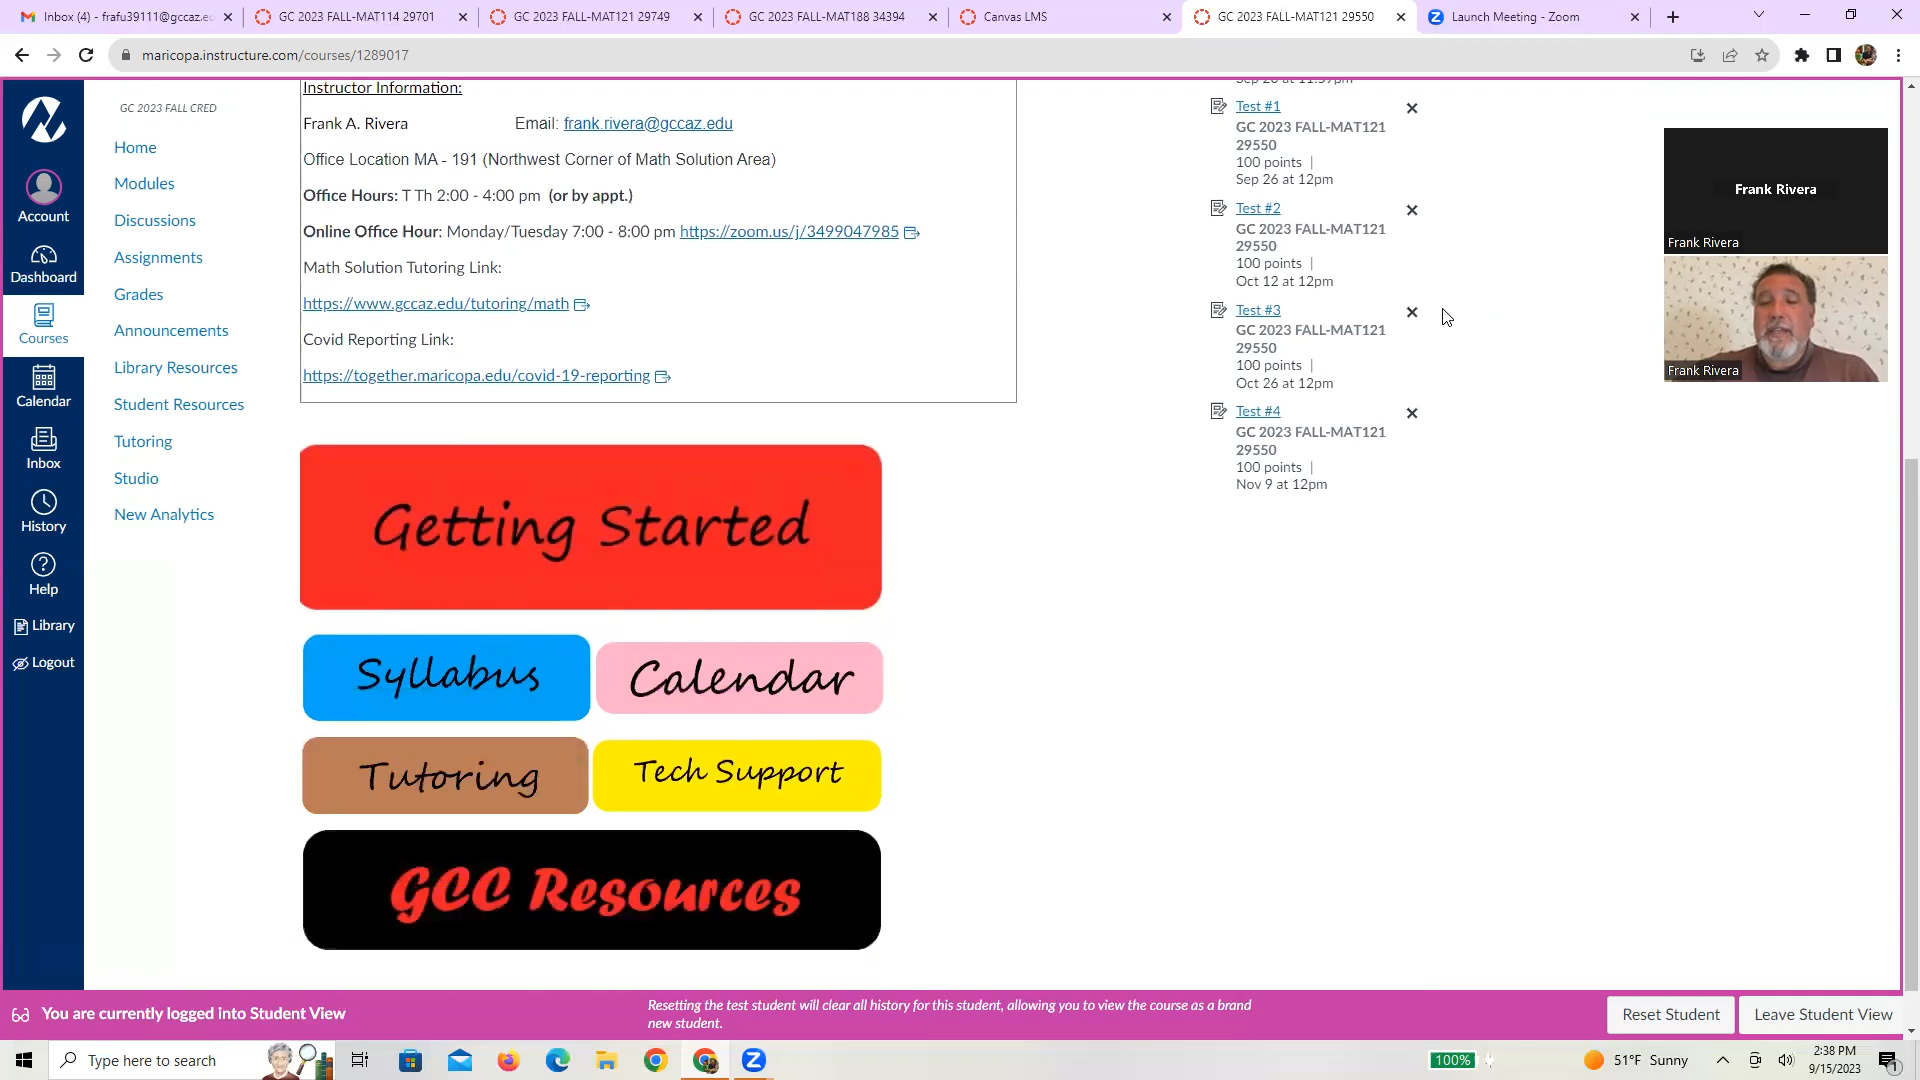 Inbox (4) - frafu39111@gccaz.ec
GC 2023 FALL-MAT114 29701
GC 2023 FALL-MAT121 29749
GC 2023 FALL-MAT188 34394
Canvas LMS
GC 2023 FALL-MAT121 29550
Launch Meeting - Zoom
maricopa.instructure.com/courses/1289017
Account
Dashboard
Courses
Calendar
Inbox
History
Help
Library
Logout
GC 2023 FALL CRED
Home
Modules
Discussions
Assignments
Grades
Announcements
Library Resources
Student Resources
Tutoring
Studio
New Analytics
Instructor Information:
Frank A. Rivera Email: frank.rivera@gccaz.edu
Office Location MA - 191 (Northwest Corner of Math Solution Area)
Office Hours: T Th 2:00 - 4:00 pm (or by appt.)
Online Office Hour: Monday/Tuesday 7:00 - 8:00 pm https://zoom.us/j/3499047985
Math Solution Tutoring Link:
https://www.gccaz.edu/tutoring/math
Covid Reporting Link:
https://together.maricopa.edu/covid-19-reporting
Getting Started
Syllabus
Calendar
Tutoring
Tech Support
GCC Resources
Test #1
GC 2023 FALL-MAT121
29550
100 points |
Sep 26 at 12pm
Test #2
GC 2023 FALL-MAT121
29550
100 points |
Oct 12 at 12pm
Test #3
GC 2023 FALL-MAT121
29550
100 points |
Oct 26 at 12pm
Test #4
GC 2023 FALL-MAT121
29550
100 points |
Nov 9 at 12pm
Frank Rivera
Frank Rivera
Frank Rivera
You are currently logged into Student View
Resetting the test student will clear all history for this student, allowing you to view the course as a brand
new student.
Reset Student
Leave Student View
Type here to search
100%
51°F Sunny
2:38 PM
9/15/2023
1